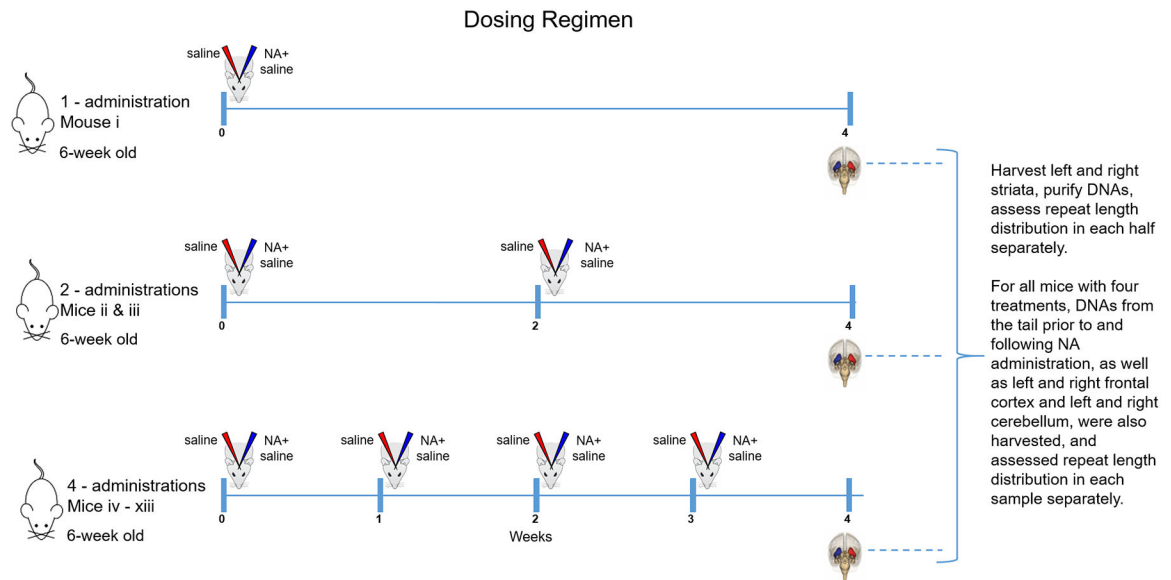 Dosing Regimen
saline
NA+
saline
1 - administration
Mouse i
6-week old
0
4
saline
NA+
saline
saline
NA+
saline
2 - administrations
Mice ii & iii
6-week old
0
2
4
saline
NA+
saline
saline
NA+
saline
saline
NA+
saline
saline
NA+
saline
4 - administrations
Mice iv - xiii
6-week old
0
1
2
3
4
Weeks
Harvest left and right
striata, purify DNAs,
assess repeat length
distribution in each half
separately.
For all mice with four
treatments, DNAs from
the tail prior to and
following NA
administration, as well
as left and right frontal
cortex and left and right
cerebellum, were also
harvested, and
assessed repeat length
distribution in each
sample separately.